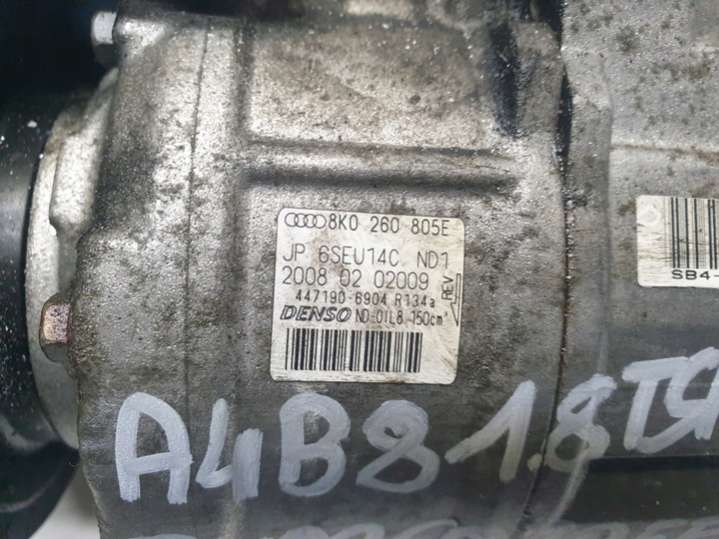 8K0 260 805E
JP 6SEU14C ND1
2008 02 02009
447190-6904 R134a
REV
DENSO ND-OIL8 150cm³
SB4-
A4B8 1.8TS